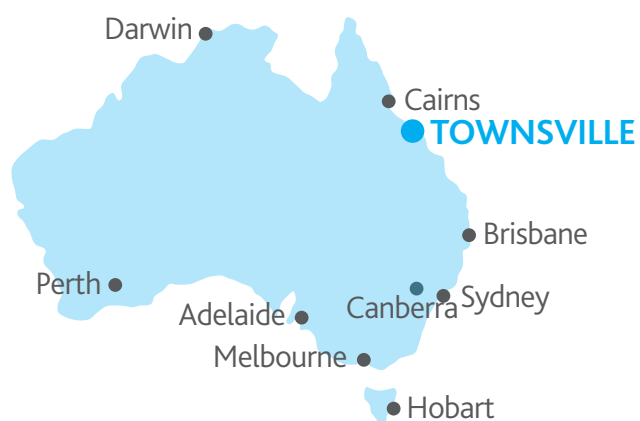 Darwin
Cairns
TOWNSVILLE
Brisbane
Perth
Canberra
Sydney
Adelaide
Melbourne
Hobart